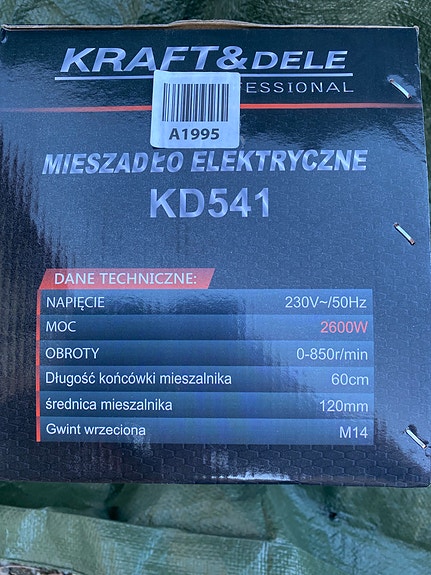 KRAFT&DELE
ESSIONAL
A1995
MIESZADŁO ELEKTRYCZNE
KD541
DANE TECHNICZNE:
NAPIĘCIE 230V~/50Hz
MOC 2600W
OBROTY 0-850r/min
Długość końcówki mieszalnika 60cm
średnica mieszalnika 120mm
Gwint wrzeciona M14